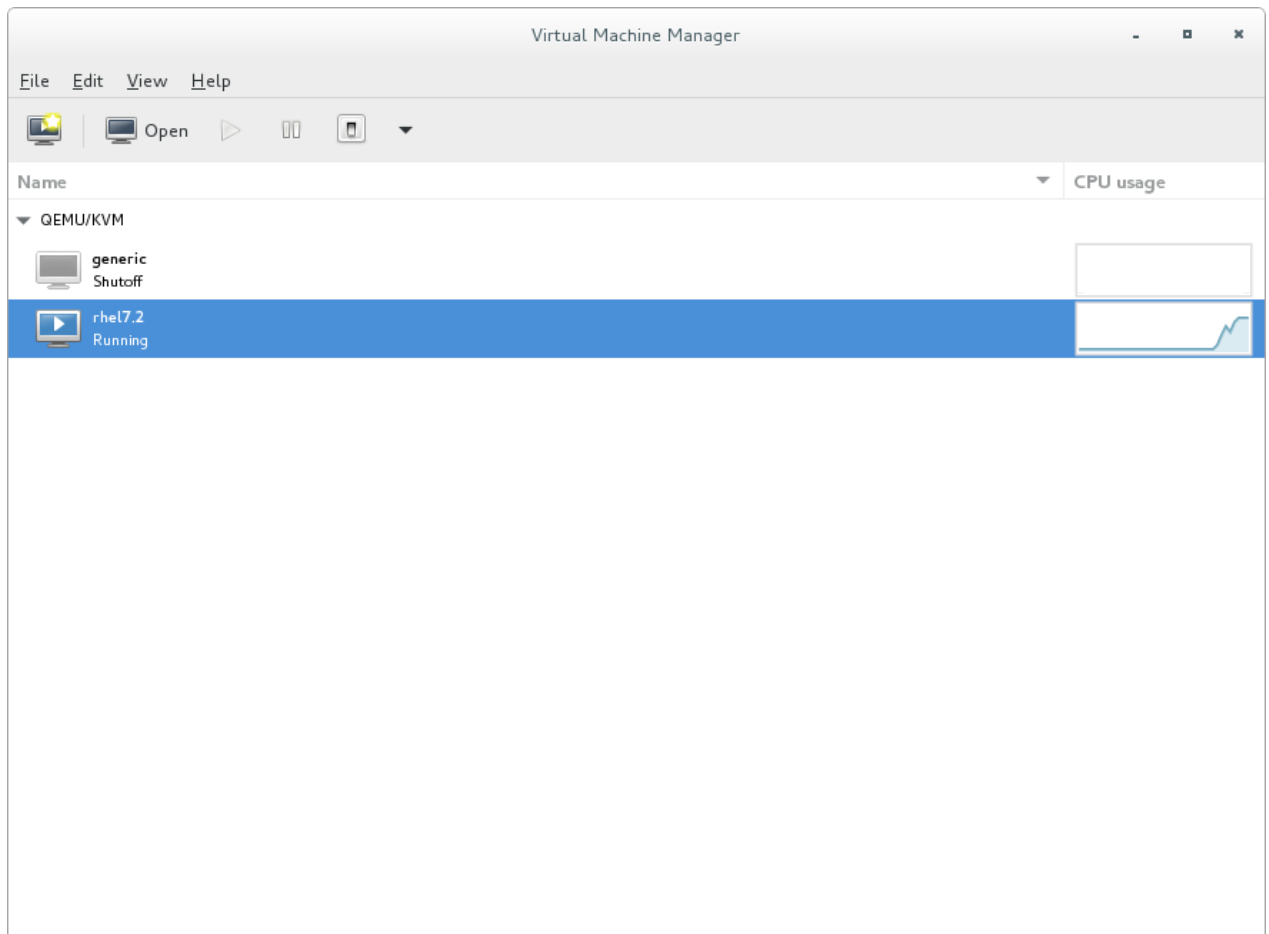 Virtual Machine Manager
File Edit View Help
Open
Name CPU usage
QEMU/KVM
generic
Shutoff
rhel7.2
Running